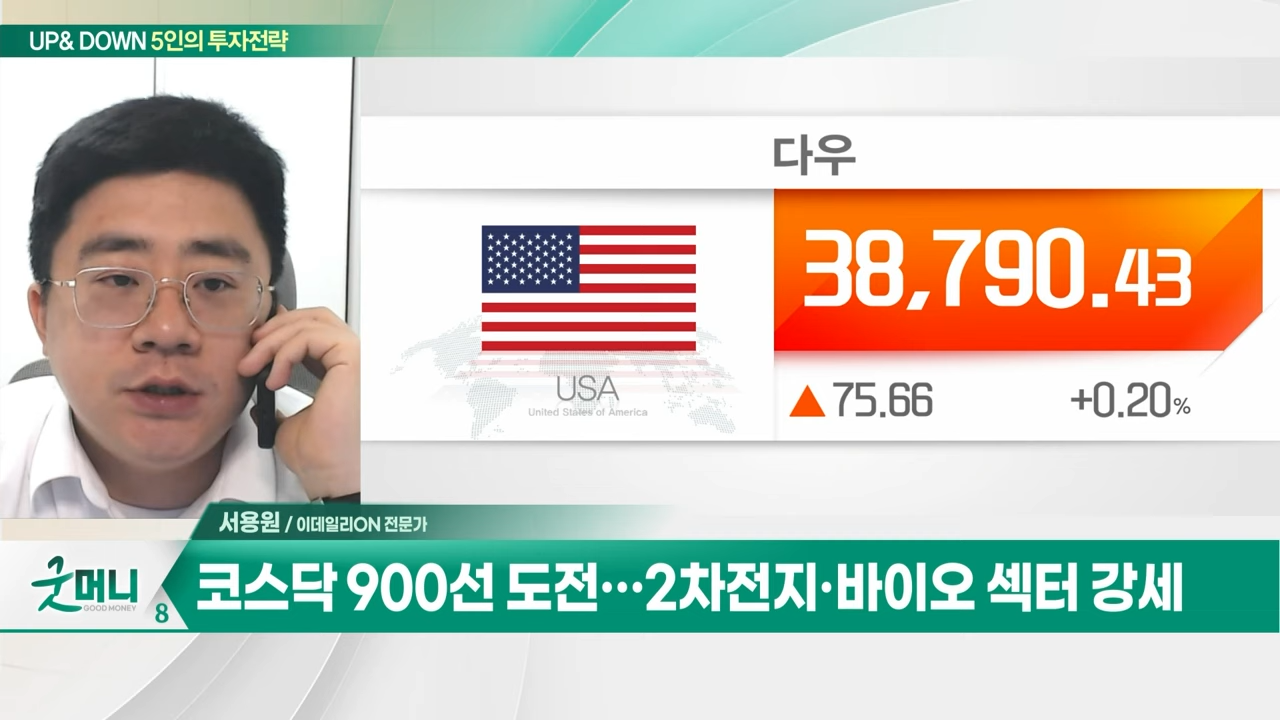 UP& DOWN 5인의 투자전략
다우
38,790.43
USA
United States of America
▲75.66 +0.20%
서용원 / 이데일리ON 전문가
굿머니
GOOD MONEY
8
코스닥 900선 도전…2차전지·바이오 섹터 강세